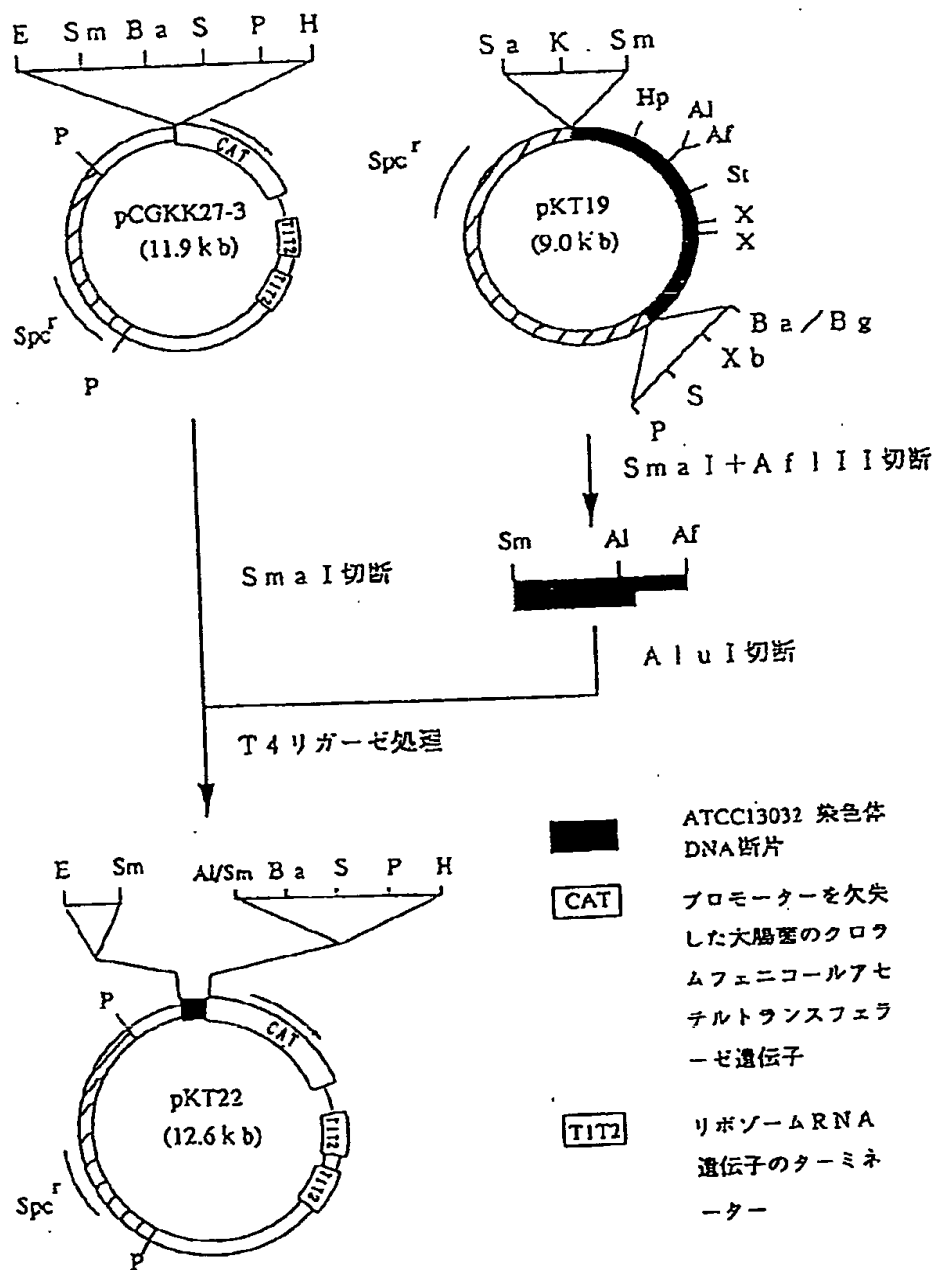 E Sm Ba S P H
P
CAT
pCGKK27-3
(11.9 kb)
T1T2
T1T2
Spc r
P
Sa K Sm
Hp
Al
Af
St
X
X
Spc r
pKT19
(9.0 kb)
Ba/Bg
Xb
S
P
SmaI+AflII切断
Sm Al Af
SmaI切断
AluI切断
T4リガーゼ処理
E Sm Al/Sm Ba S P H
P
CAT
pKT22
(12.6 kb)
T1T2
T1T2
Spc r
P
ATCC13032 染色体
DNA断片
CAT
プロモーターを欠失
した大腸菌のクロラ
ムフェニコールアセ
チルトランスフェラ
ーゼ遺伝子
T1T2
リボゾームRNA
遺伝子のターミネ
ーター